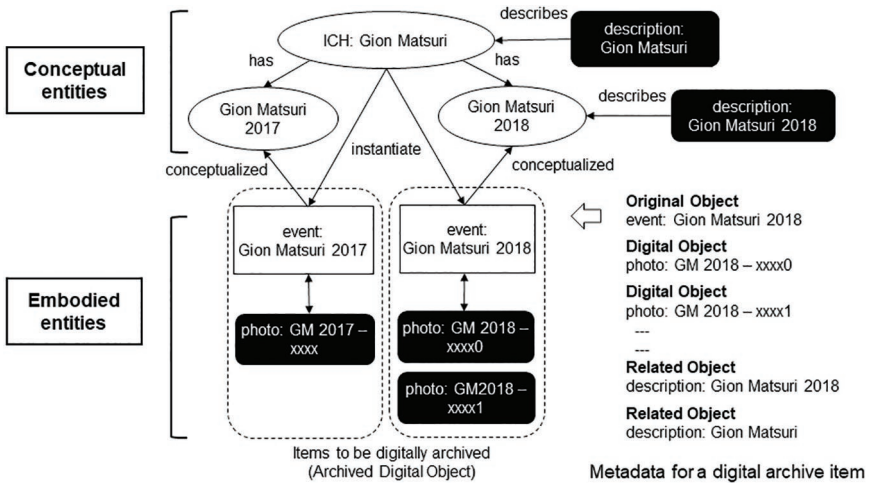 describes
ICH: Gion Matsuri
description:
Gion Matsuri
Conceptual
entities
has
has
Gion Matsuri
2017
Gion Matsuri
2018
describes
description:
Gion Matsuri 2018
instantiate
conceptualized
conceptualized
event:
Gion Matsuri 2017
event:
Gion Matsuri 2018
Embodied
entities
photo: GM 2017 –
xxxx
photo: GM 2018 –
xxxx0
photo: GM2018 –
xxxx1
Items to be digitally archived
(Archived Digital Object)
Original Object
event: Gion Matsuri 2018
Digital Object
photo: GM 2018 – xxxx0
Digital Object
photo: GM 2018 – xxxx1
---
---
Related Object
description: Gion Matsuri 2018
Related Object
description: Gion Matsuri
Metadata for a digital archive item